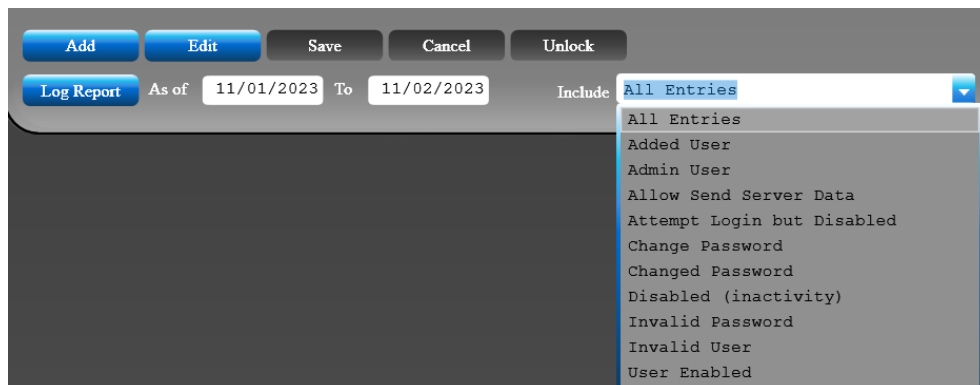 Add Edit Save Cancel Unlock
Log Report As of 11/01/2023 To 11/02/2023 Include All Entries
All Entries
Added User
Admin User
Allow Send Server Data
Attempt Login but Disabled
Change Password
Changed Password
Disabled (inactivity)
Invalid Password
Invalid User
User Enabled